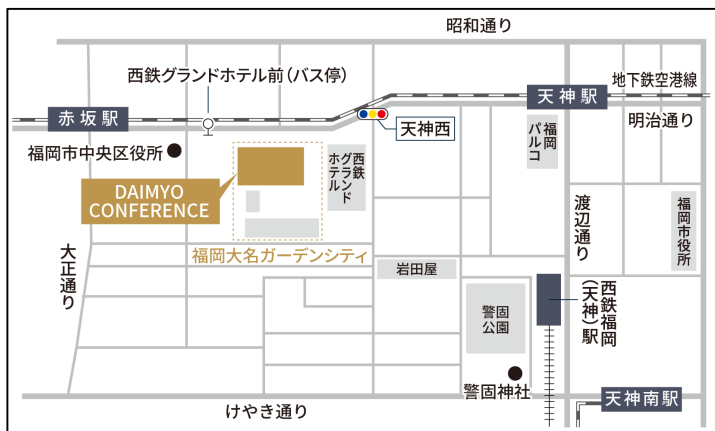 昭和通り
西鉄グランドホテル前（バス停）
地下鉄空港線
天神駅
赤坂駅
明治通り
天神西
福岡パルコ
福岡市中央区役所
西鉄グランドホテル
DAIMYO
CONFERENCE
渡辺通り
福岡市役所
大正通り
福岡大名ガーデンシティ
岩田屋
西鉄福岡
（天神）駅
警固
公園
警固神社
天神南駅
けやき通り